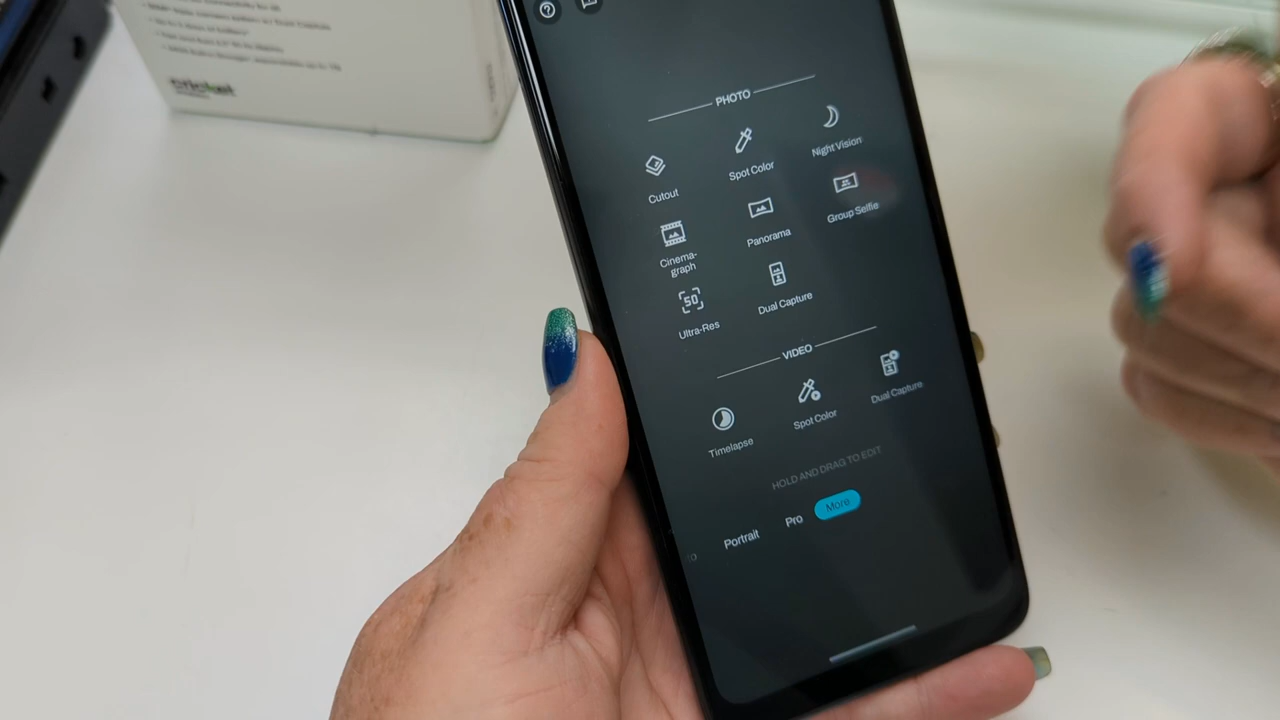 cricket
PHOTO
Cutout
Spot Color
Night Vision
Cinema-
graph
Panorama
Group Selfie
50
Ultra-Res
Dual Capture
VIDEO
Timelapse
Spot Color
Dual Capture
HOLD AND DRAG TO EDIT
Portrait
Pro
More